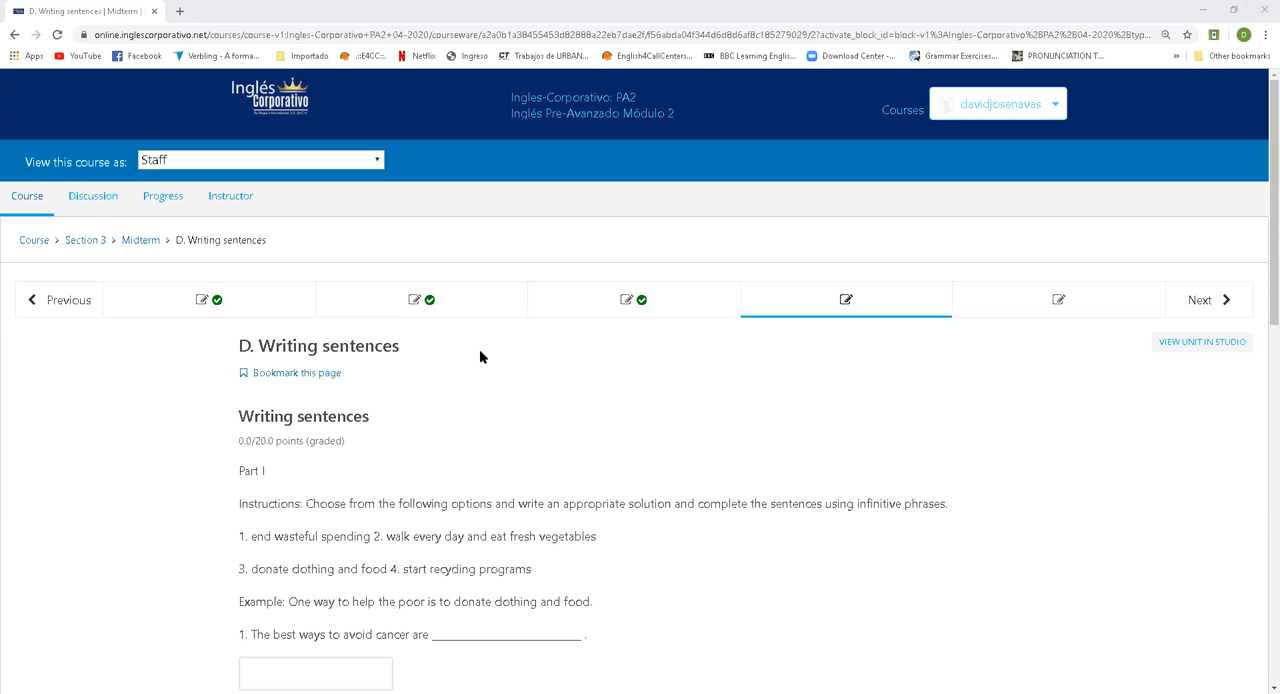 D. Writing sentences | Midterm |
online.inglescorporativo.net/courses/course-v1:Ingles-Corporativo+PA2+04-2020/courseware/a2a0b1a38455453d82888a22eb7dae2f/f56abda04f344d6d8d6af8c185279029/2?activate_block_id=block-v1%3AIngles-Corporativo%2BPA2%2B04-2020%2Btyp...
D
Apps YouTube Facebook Verbling - A forma... Importado .::E4CC::. Netflix Ingreso Trabajos de URBAN... English4CallCenters... BBC Learning Englis... Download Center -... Grammar Exercises... PRONUNCIATION T... » Other bookmarks
Inglés
Corporativo
Ingles-Corporativo: PA2
Inglés Pre-Avanzado Módulo 2
Courses davidjosenavas
View this course as: Staff
Course Discussion Progress Instructor
Course > Section 3 > Midterm > D. Writing sentences
Previous Next
D. Writing sentences
VIEW UNIT IN STUDIO
Bookmark this page
Writing sentences
0.0/20.0 points (graded)
Part I
Instructions: Choose from the following options and write an appropriate solution and complete the sentences using infinitive phrases.
1. end wasteful spending 2. walk every day and eat fresh vegetables
3. donate clothing and food 4. start recycling programs
Example: One way to help the poor is to donate clothing and food.
1. The best ways to avoid cancer are _________________________ .